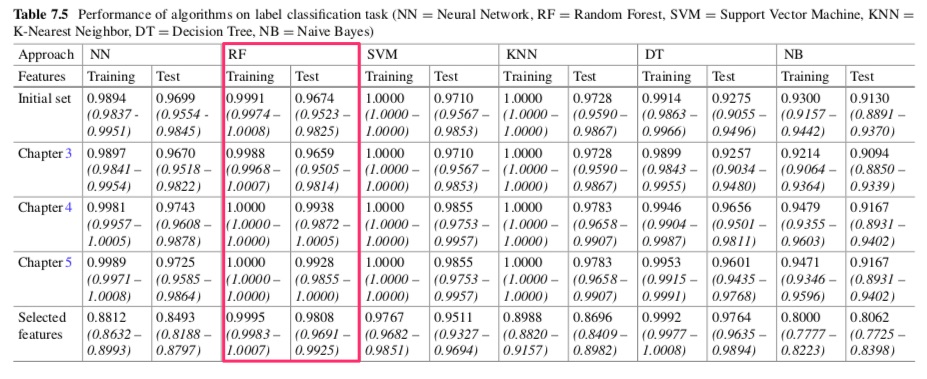 Table 7.5 Performance of algorithms on label classification task (NN = Neural Network, RF = Random Forest, SVM = Support Vector Machine, KNN =
K-Nearest Neighbor, DT = Decision Tree, NB = Naive Bayes)
Approach NN RF SVM KNN DT NB
Features Training Test Training Test Training Test Training Test Training Test Training Test
Initial set 0.9894 0.9699 0.9991 0.9674 1.0000 0.9710 1.0000 0.9728 0.9914 0.9275 0.9300 0.9130
(0.9837 - (0.9554 - (0.9974 – (0.9523 – (1.0000 – (0.9567 – (1.0000 – (0.9590 – (0.9863 – (0.9055 – (0.9157 – (0.8891 –
0.9951) 0.9845) 1.0008) 0.9825) 1.0000) 0.9853) 1.0000) 0.9867) 0.9966) 0.9496) 0.9442) 0.9370)
Chapter 3 0.9897 0.9670 0.9988 0.9659 1.0000 0.9710 1.0000 0.9728 0.9899 0.9257 0.9214 0.9094
(0.9841 – (0.9518 – (0.9968 – (0.9505 – (1.0000 – (0.9567 – (1.0000 – (0.9590 – (0.9843 – (0.9034 – (0.9064 – (0.8850 –
0.9954) 0.9822) 1.0007) 0.9814) 1.0000) 0.9853) 1.0000) 0.9867) 0.9955) 0.9480) 0.9364) 0.9339)
Chapter 4 0.9981 0.9743 1.0000 0.9938 1.0000 0.9855 1.0000 0.9783 0.9946 0.9656 0.9479 0.9167
(0.9957 – (0.9608 – (1.0000 – (0.9872 – (1.0000 – (0.9753 – (1.0000 – (0.9658 – (0.9904 – (0.9501 – (0.9355 – (0.8931 –
1.0005) 0.9878) 1.0000) 1.0005) 1.0000) 0.9957) 1.0000) 0.9907) 0.9987) 0.9811) 0.9603) 0.9402)
Chapter 5 0.9989 0.9725 1.0000 0.9928 1.0000 0.9855 1.0000 0.9783 0.9953 0.9601 0.9471 0.9167
(0.9971 – (0.9585 – (1.0000 – (0.9855 – (1.0000 – (0.9753 – (1.0000 – (0.9658 – (0.9915 – (0.9435 – (0.9346 – (0.8931 –
1.0008) 0.9864) 1.0000) 1.0000) 1.0000) 0.9957) 1.0000) 0.9907) 0.9991) 0.9768) 0.9596) 0.9402)
Selected 0.8812 0.8493 0.9995 0.9808 0.9767 0.9511 0.8988 0.8696 0.9992 0.9764 0.8000 0.8062
features (0.8632 – (0.8188 – (0.9983 – (0.9691 – (0.9682 – (0.9327 – (0.8820 – (0.8409 – (0.9977 – (0.9635 – (0.7777 – (0.7725 –
0.8993) 0.8797) 1.0007) 0.9925) 0.9851) 0.9694) 0.9157) 0.8982) 1.0008) 0.9894) 0.8223) 0.8398)